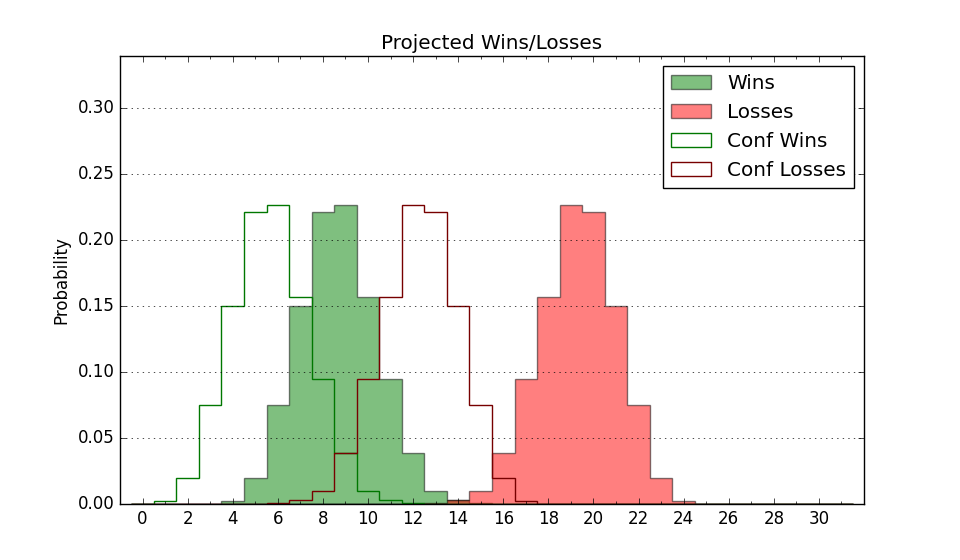 Projected Wins/Losses
Wins
Losses
Conf Wins
Conf Losses
Probability
0.30
0.25
0.20
0.15
0.10
0.05
0.00
0 2 4 6 8 10 12 14 16 18 20 22 24 26 28 30